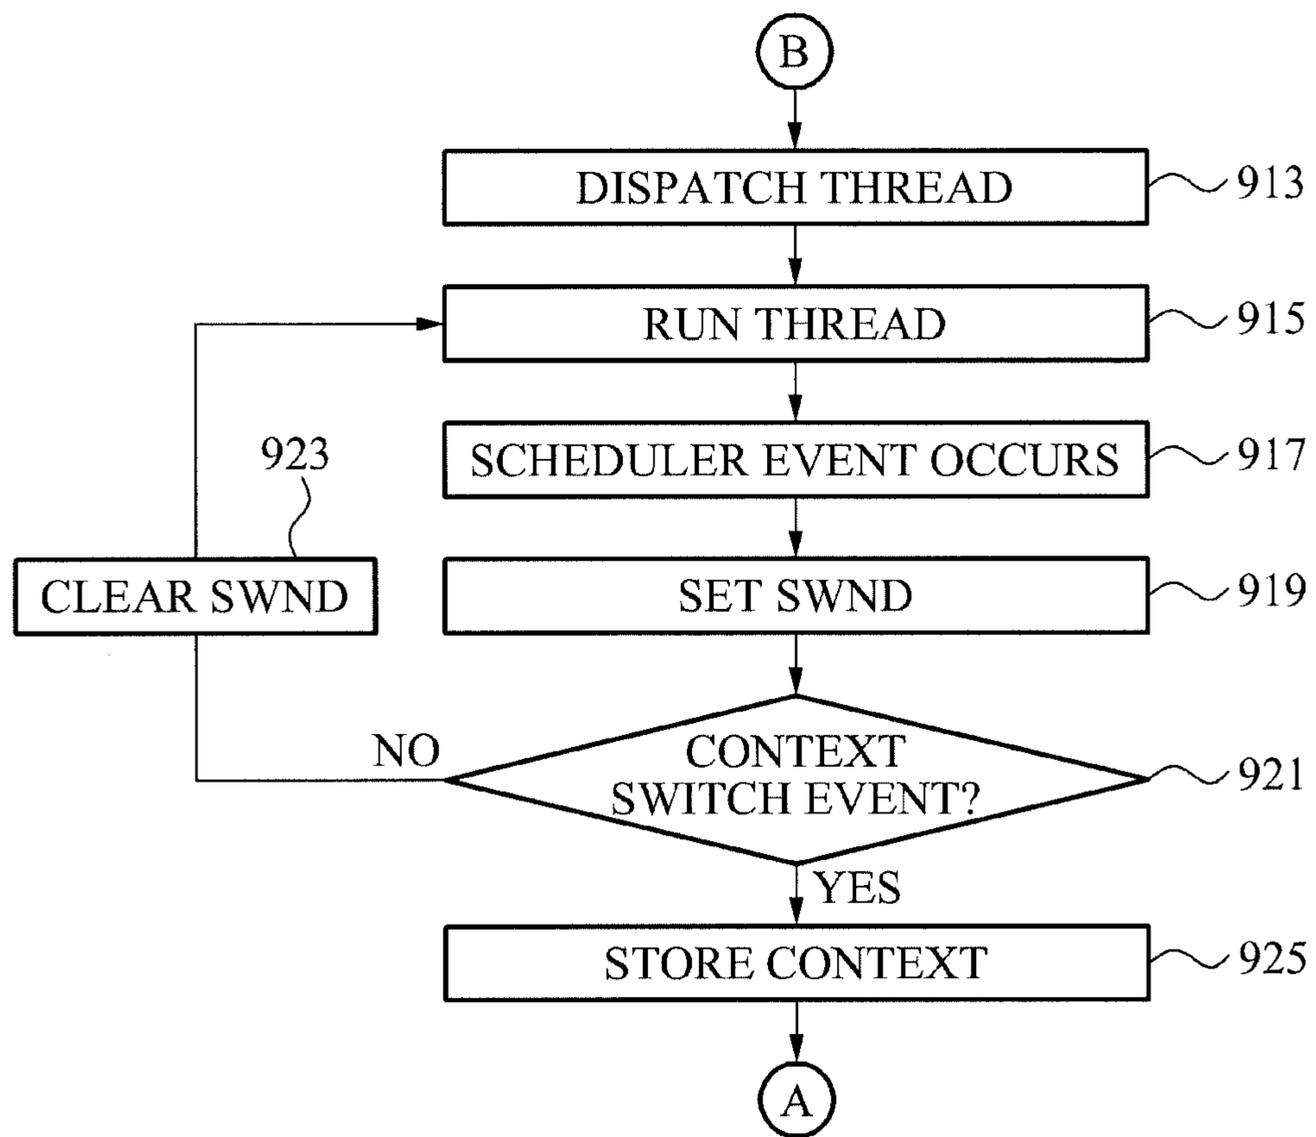 B
DISPATCH THREAD
913
RUN THREAD
915
SCHEDULER EVENT OCCURS
917
923
CLEAR SWND
SET SWND
919
NO
CONTEXT
SWITCH EVENT?
921
YES
STORE CONTEXT
925
A